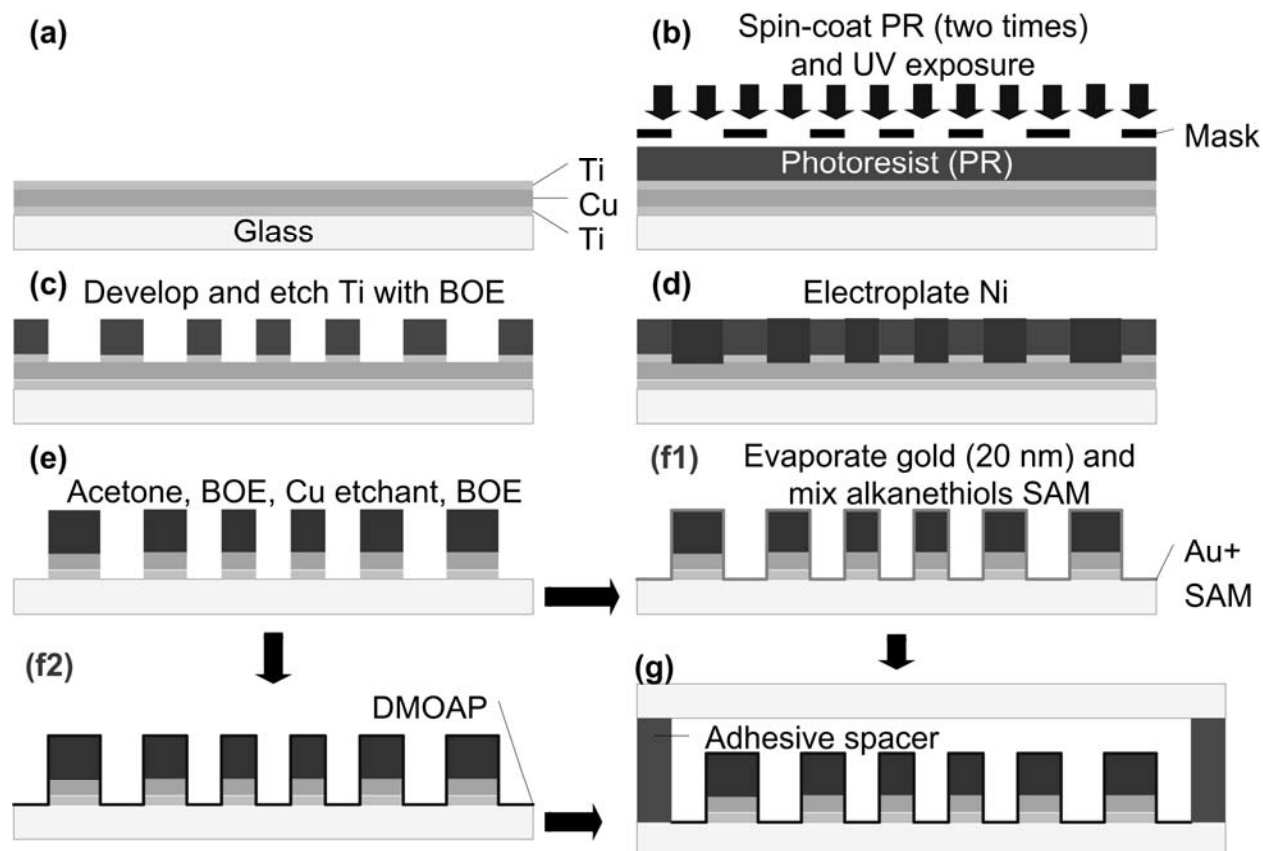 (a)
Ti
Cu
Ti
Glass
(b)
Spin-coat PR (two times)
and UV exposure
Mask
Photoresist (PR)
(c)
Develop and etch Ti with BOE
(d)
Electroplate Ni
(e)
Acetone, BOE, Cu etchant, BOE
(f1)
Evaporate gold (20 nm) and
mix alkanethiols SAM
Au+
SAM
(f2)
DMOAP
(g)
Adhesive spacer